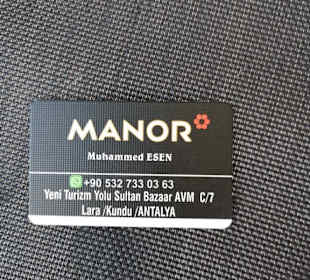 MANOR
Muhammed ESEN
+90 532 733 03 63
Yeni Turizm Yolu Sultan Bazaar AVM C/7
Lara /Kundu /ANTALYA